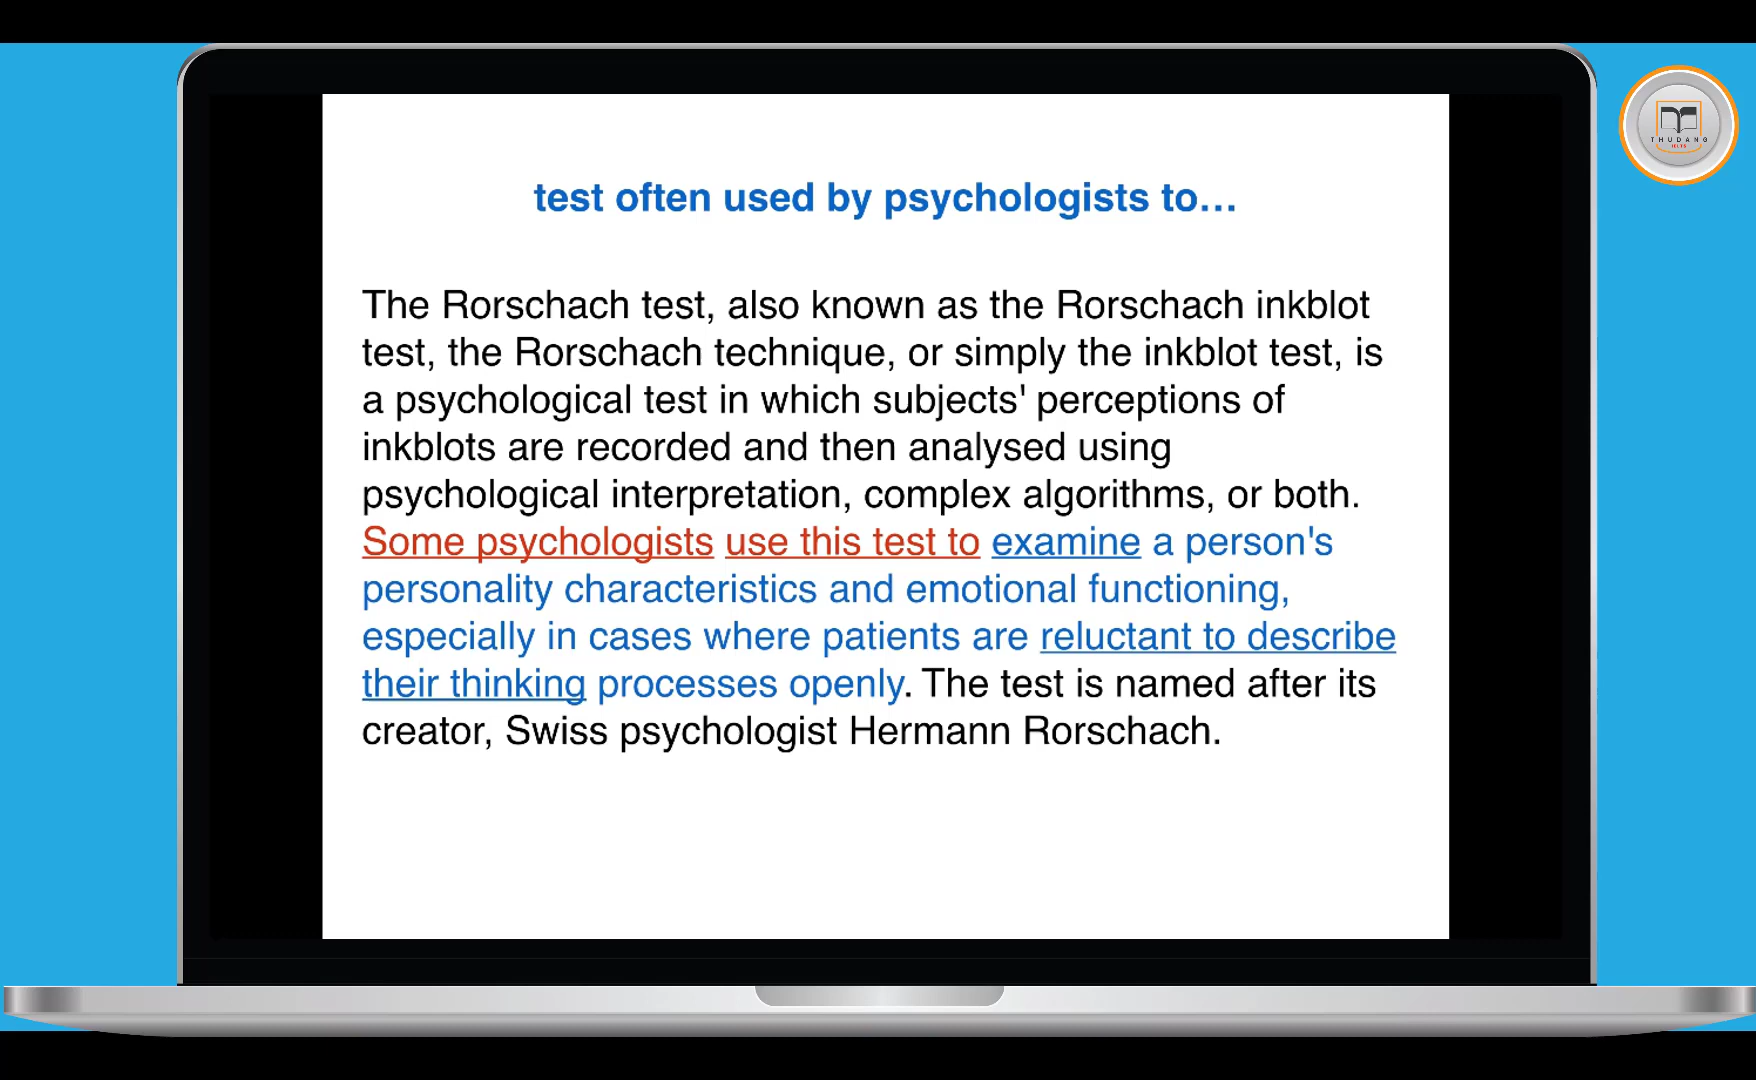 test often used by psychologists to...
The Rorschach test, also known as the Rorschach inkblot
test, the Rorschach technique, or simply the inkblot test, is
a psychological test in which subjects' perceptions of
inkblots are recorded and then analysed using
psychological interpretation, complex algorithms, or both.
Some psychologists use this test to examine a person's
personality characteristics and emotional functioning,
especially in cases where patients are reluctant to describe
their thinking processes openly. The test is named after its
creator, Swiss psychologist Hermann Rorschach.
THUDANG
IELTS